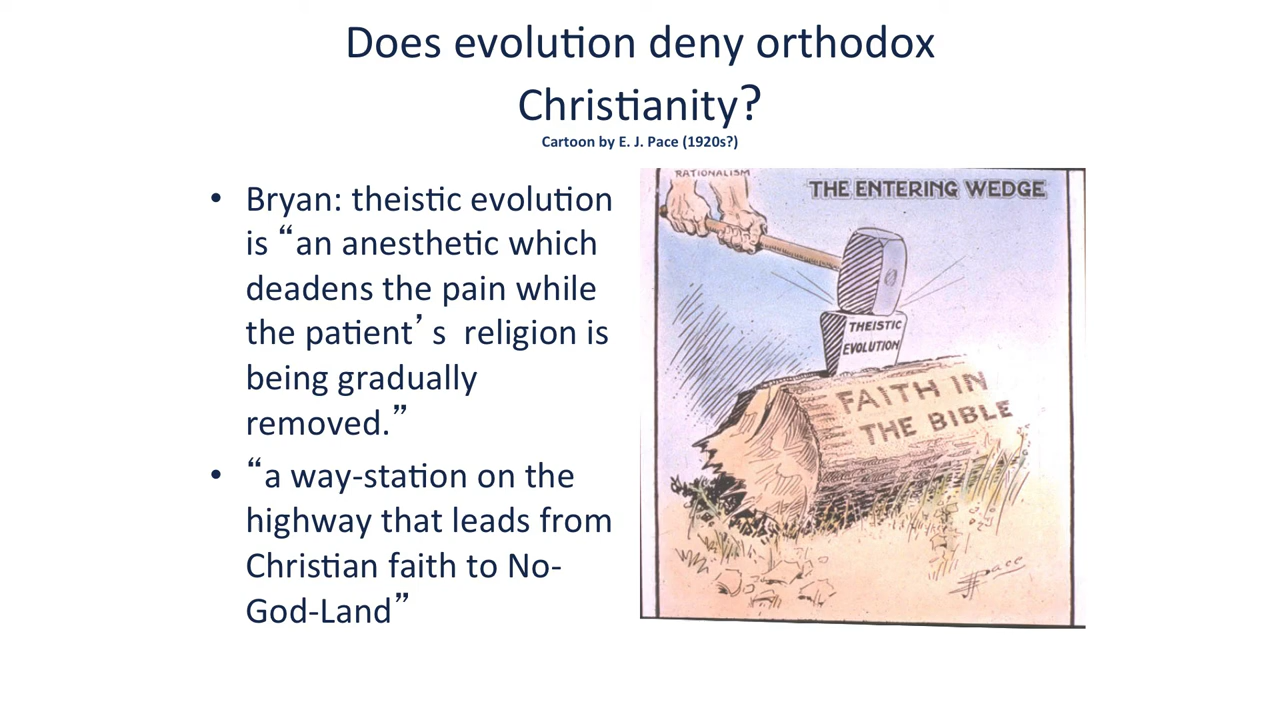 Does evolution deny orthodox
Christianity?
Cartoon by E. J. Pace (1920s?)
• Bryan: theistic evolution
is “an anesthetic which
deadens the pain while
the patient’s religion is
being gradually
removed.”
• “a way-station on the
highway that leads from
Christian faith to No-
God-Land”
RATIONALISM
THE ENTERING WEDGE
THEISTIC
EVOLUTION
FAITH IN
THE BIBLE
EJPace